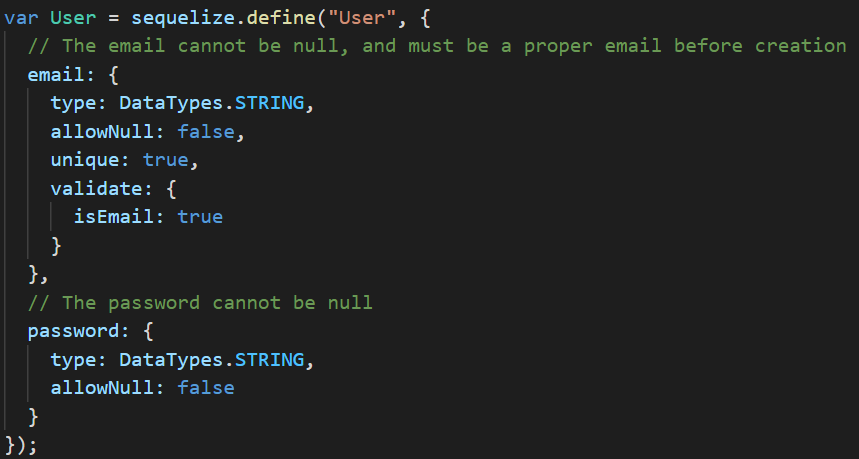 var User = sequelize.define("User", {
  // The email cannot be null, and must be a proper email before creation
  email: {
    type: DataTypes.STRING,
    allowNull: false,
    unique: true,
    validate: {
      isEmail: true
    }
  },
  // The password cannot be null
  password: {
    type: DataTypes.STRING,
    allowNull: false
  }
});